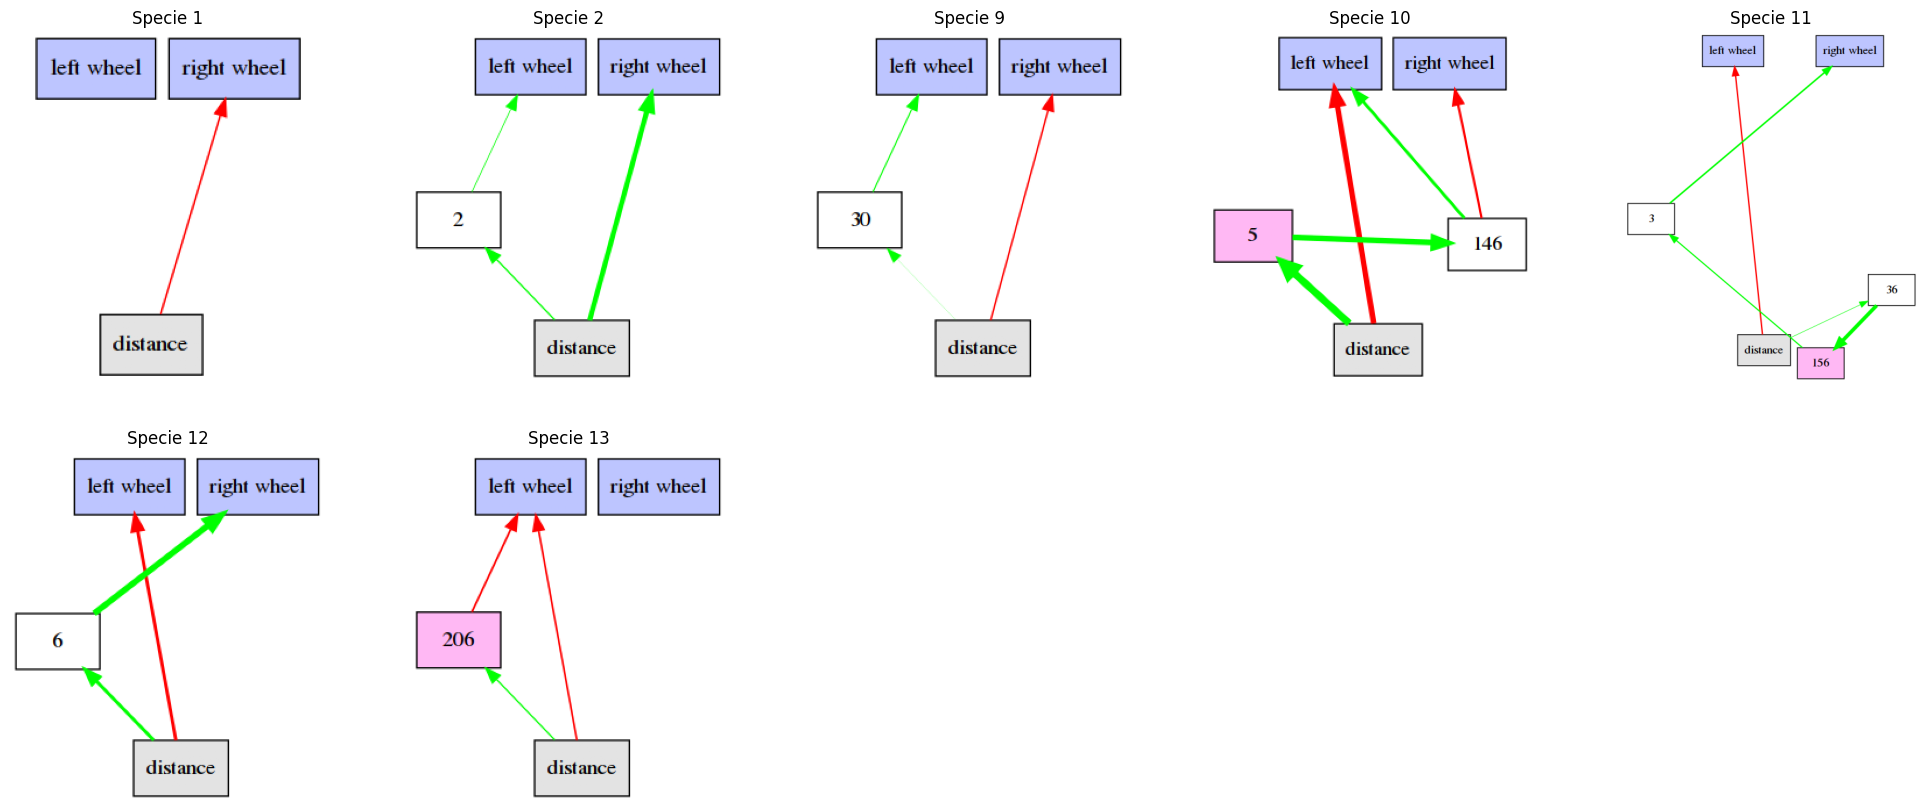 Specie 1
left wheel
right wheel
distance
Specie 2
left wheel
right wheel
2
distance
Specie 9
left wheel
right wheel
30
distance
Specie 10
left wheel
right wheel
5
146
distance
Specie 11
left wheel
right wheel
3
36
distance
156
Specie 12
left wheel
right wheel
6
distance
Specie 13
left wheel
right wheel
206
distance